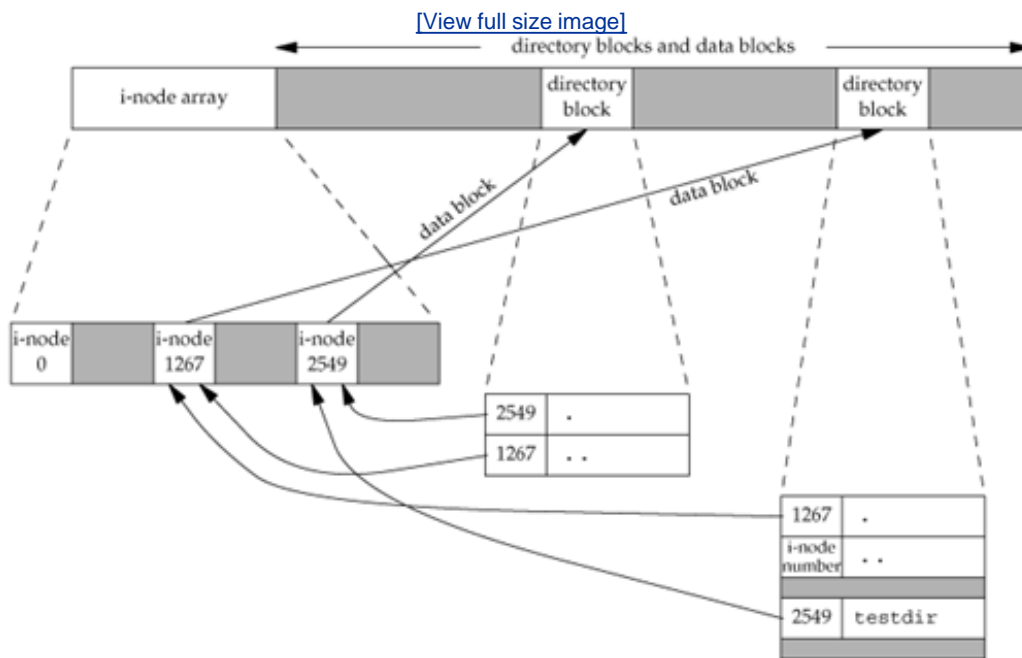 [View full size image]
directory blocks and data blocks
i-node array
directory
block
directory
block
data block
data block
i-node
0
i-node
1267
i-node
2549
2549 .
1267 . .
1267 .
i-node
number . .
2549 testdir